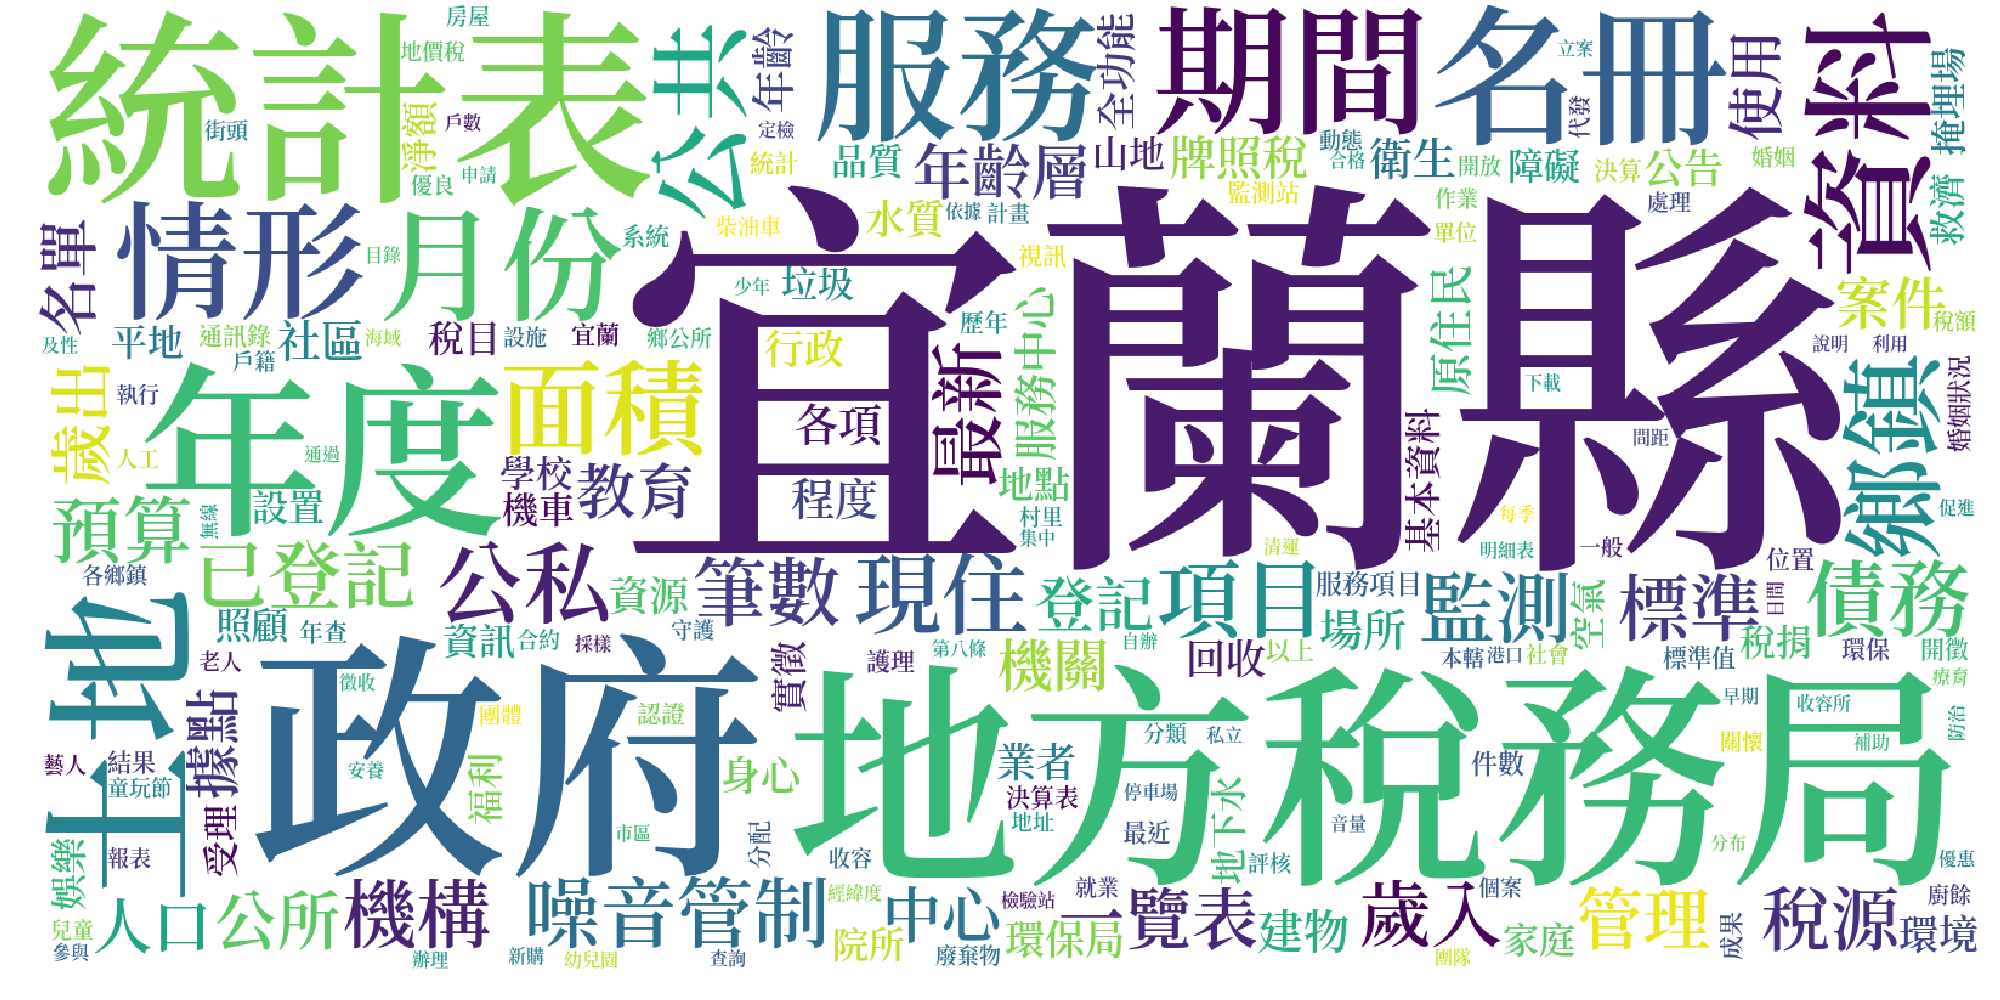 宜蘭縣
統計表
政府
地方稅務局
服務
期間
名冊
資料
公共
情形
月份
年度
面積
土地
鄉鎮
債務
已登記
公私
筆數
現住
登記
項目
監測
標準
噪音管制
機構
中心
一覽表
歲入
管理
稅源
人口
公所
建物
環境
家庭
環保局
院所
機關
回收
場所
稅捐
空氣
預算
設置
歲出
名單
據點
受理
娛樂
福利
身心
實徵
資源
資訊
照顧
教育
學校
機車
程度
各項
行政
最新
服務中心
地點
原住民
基本資料
案件
救濟
掩埋場
使用
全功能
年齡
淨額
年齡層
山地
牌照稅
衛生
障礙
公告
品質
水質
垃圾
社區
平地
稅目
業者
地下水
房屋
地價稅
戶數
街頭
優良
申請
定檢
統計
立案
代發
動態
合格
開放
決算
婚姻
監測站
依據
計畫
作業
處理
單位
柴油車
系統
目錄
視訊
少年
歷年
通訊錄
戶籍
海域
設施
宜蘭
鄉公所
及性
執行
人工
通過
無線
各鄉鎮
年查
合約
採樣
守護
護理
老人
徵收
團體
認證
藝人
結果
童玩節
安養
報表
市區
分配
兒童
參與
辦理
新購
幼兒園
查詢
經緯度
收容
廢棄物
檢驗站
就業
決算表
地址
最近
停車場
分類
私立
音量
評核
個案
件數
團隊
成果
廚餘
優惠
分布
補助
關懷
收容所
早期
防治
療育
開徵
環保
標準值
社會
港口
本轄
以上
自辦
第八條
服務項目
清運
村里
集中
明細表
一般
每季
間距
下載
位置
日間
促進
婚姻狀況
說明
利用
稅額